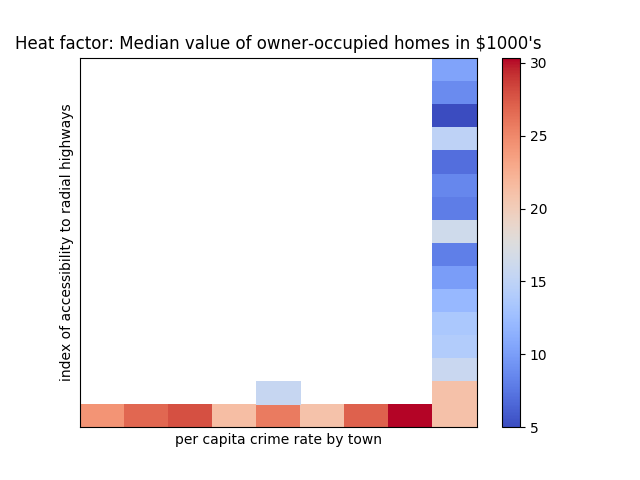 Heat factor: Median value of owner-occupied homes in $1000's
index of accessibility to radial highways
per capita crime rate by town
30
25
20
15
10
5